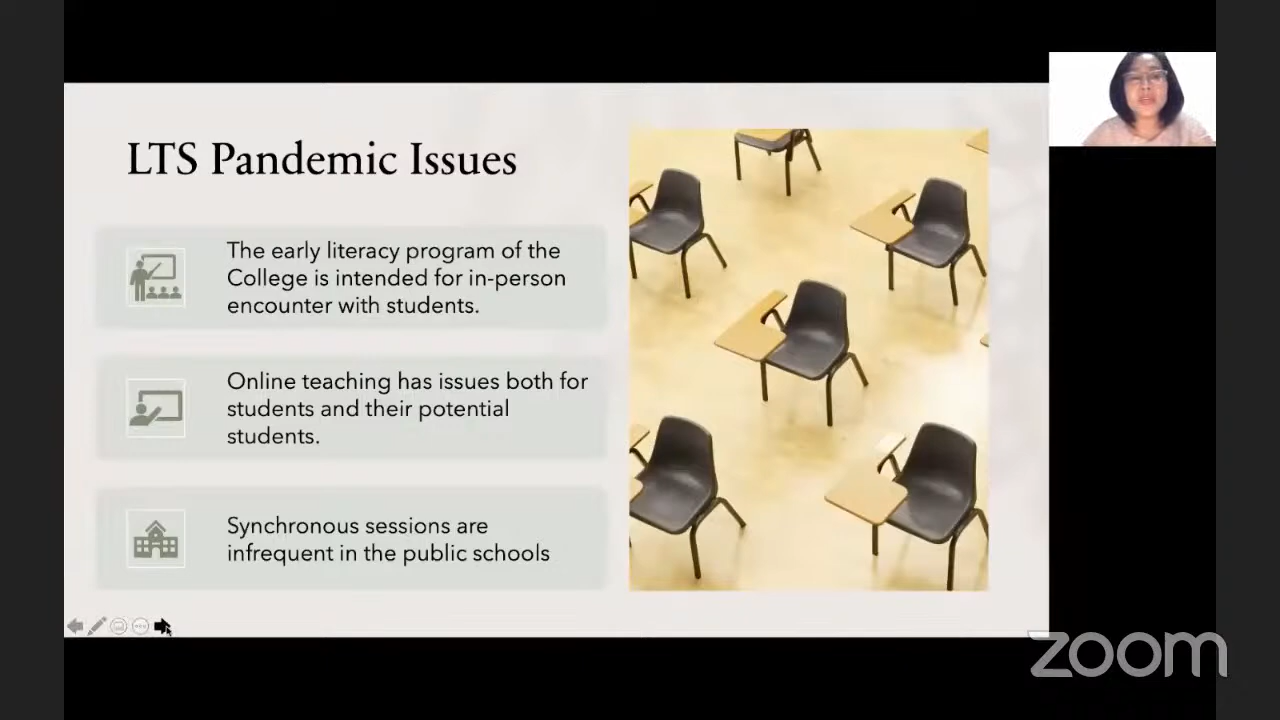 LTS Pandemic Issues
The early literacy program of the
College is intended for in-person
encounter with students.
Online teaching has issues both for
students and their potential
students.
Synchronous sessions are
infrequent in the public schools
zoom